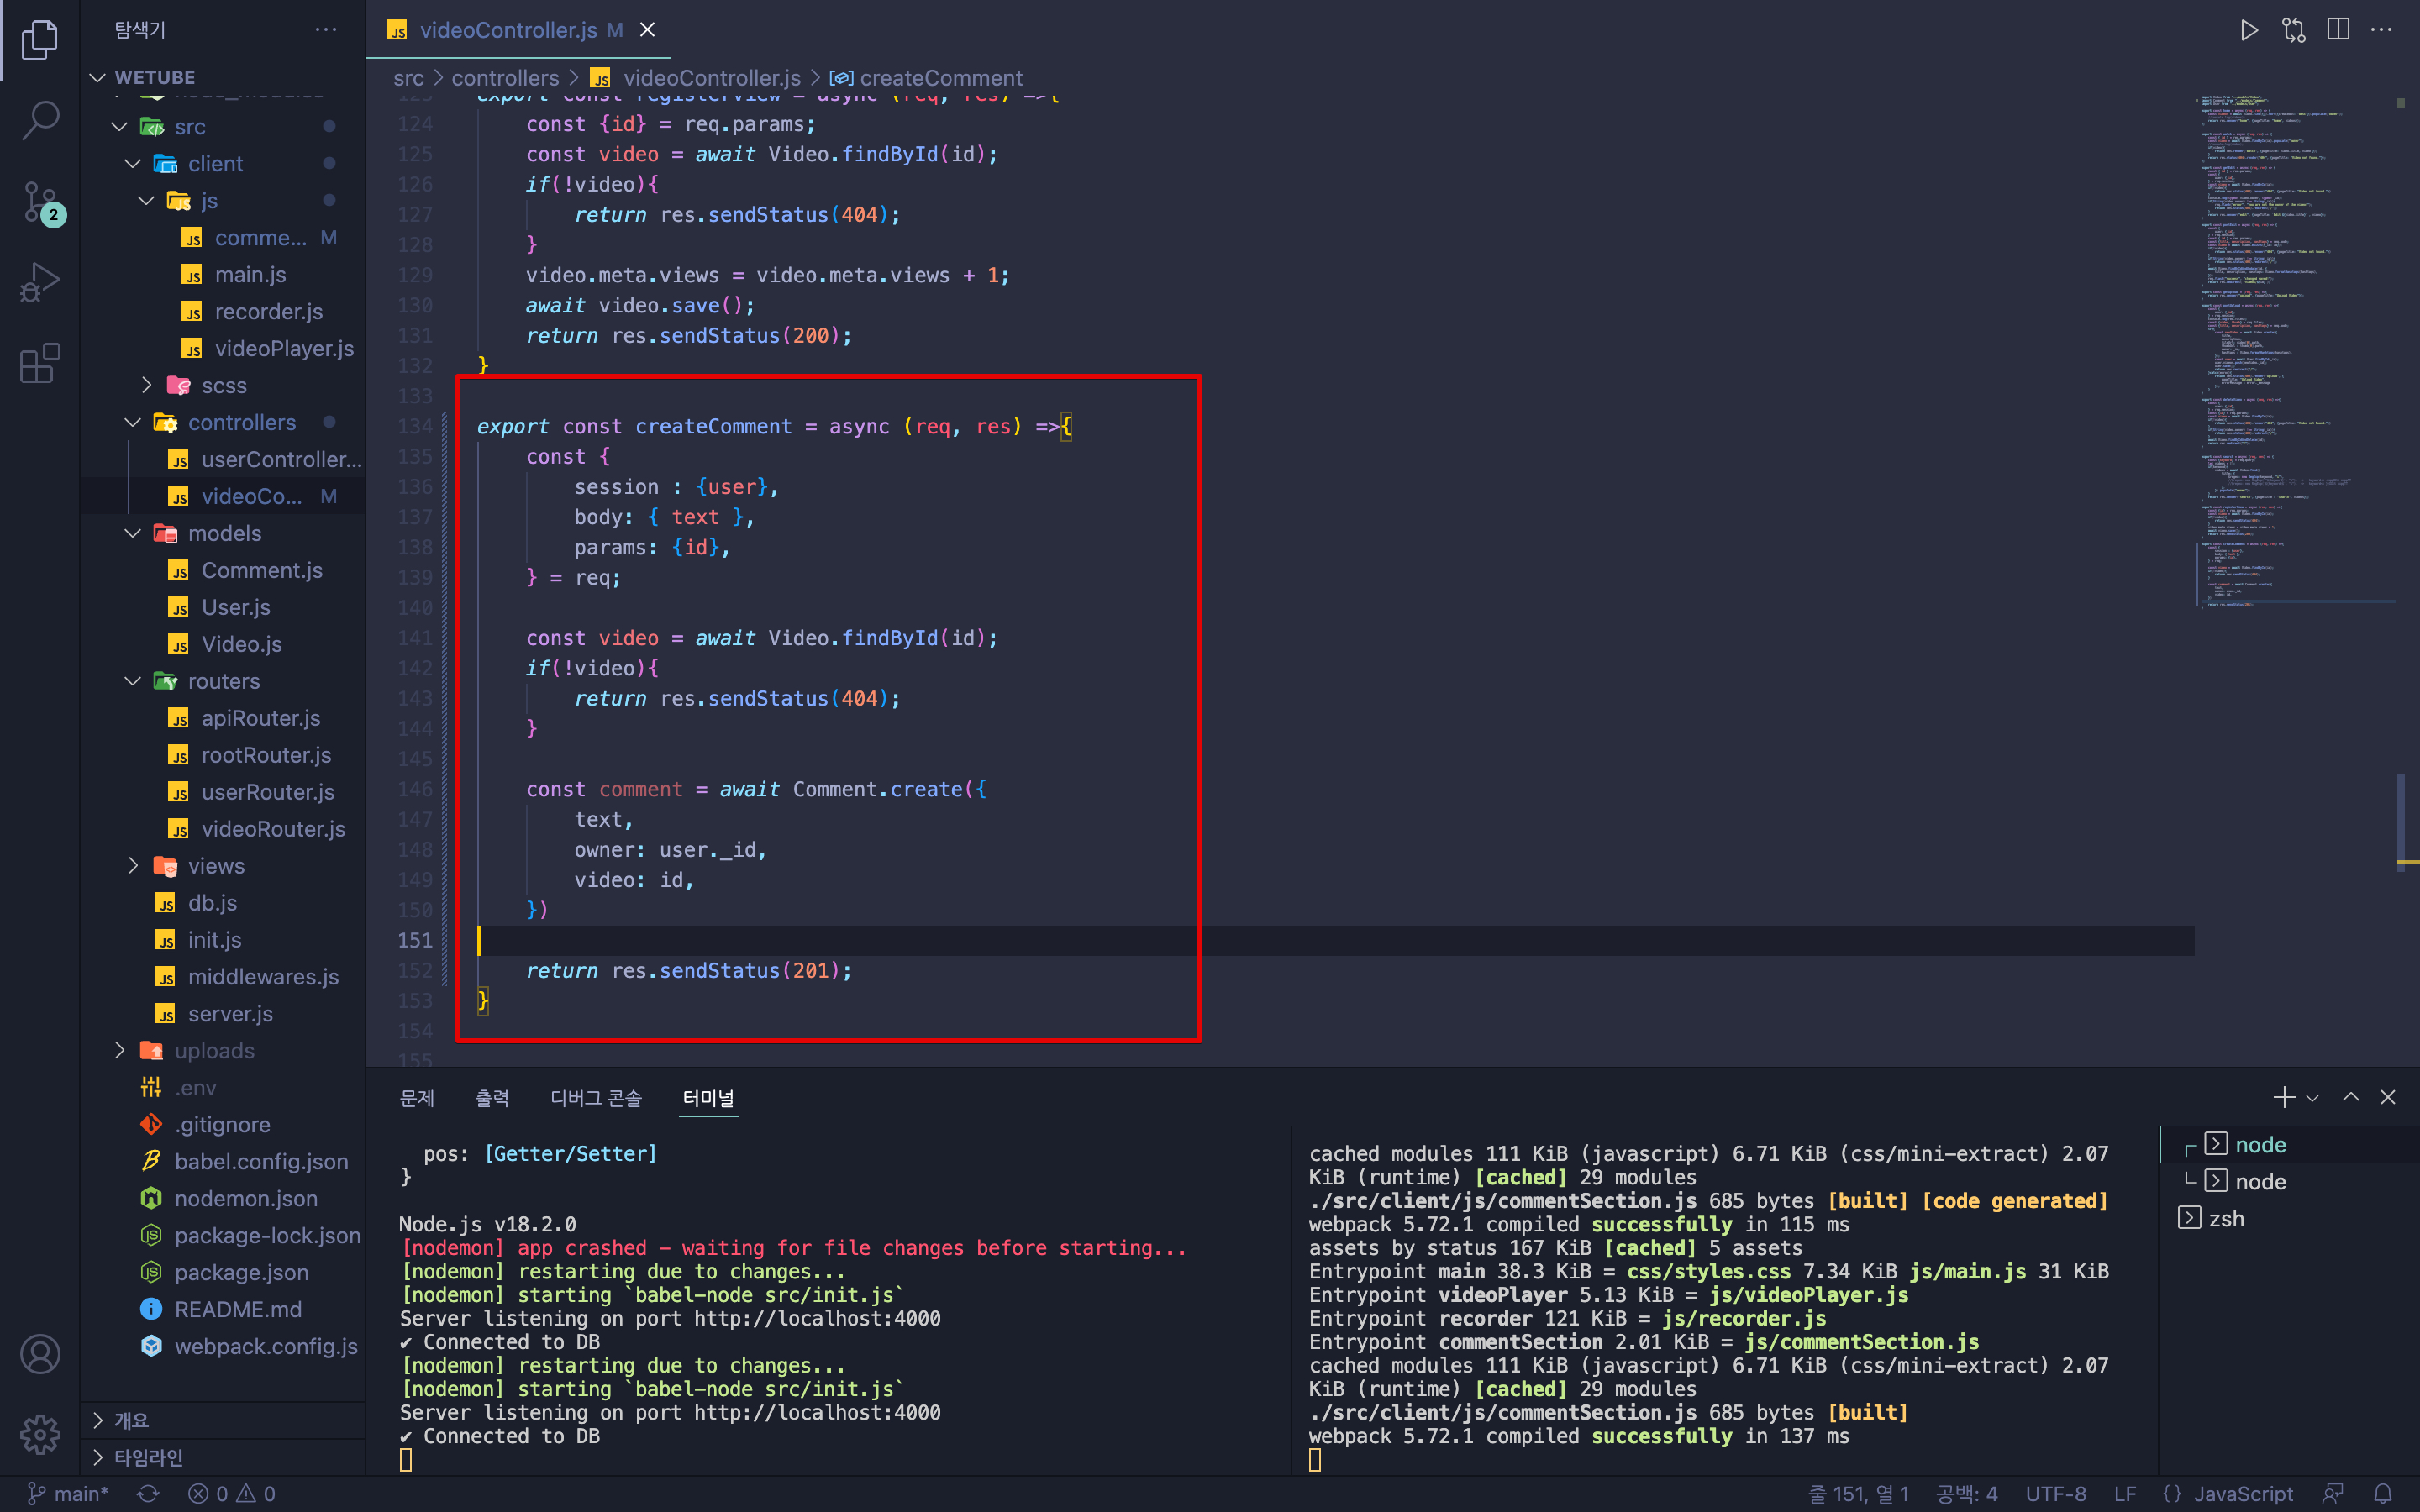 탐색기
WETUBE
src
client
js
comme... M
main.js
recorder.js
videoPlayer.js
scss
controllers
userController...
videoCo... M
models
Comment.js
User.js
Video.js
routers
apiRouter.js
rootRouter.js
userRouter.js
videoRouter.js
views
db.js
init.js
middlewares.js
server.js
uploads
.env
.gitignore
babel.config.json
nodemon.json
package-lock.json
package.json
README.md
webpack.config.js
개요
타임라인
2
JS videoController.js M
src > controllers > JS videoController.js > createComment
123 export const registerView = async (req, res) =>{
124 const {id} = req.params;
125 const video = await Video.findById(id);
126 if(!video){
127 return res.sendStatus(404);
128 }
129 video.meta.views = video.meta.views + 1;
130 await video.save();
131 return res.sendStatus(200);
132 }
133
134 export const createComment = async (req, res) =>{
135 const {
136 session : {user},
137 body: { text },
138 params: {id},
139 } = req;
140
141 const video = await Video.findById(id);
142 if(!video){
143 return res.sendStatus(404);
144 }
145
146 const comment = await Comment.create({
147 text,
148 owner: user._id,
149 video: id,
150 })
151
152 return res.sendStatus(201);
153 }
154
155
문제 출력 디버그 콘솔 터미널
pos: [Getter/Setter]
}
Node.js v18.2.0
[nodemon] app crashed - waiting for file changes before starting...
[nodemon] restarting due to changes...
[nodemon] starting `babel-node src/init.js`
Server listening on port http://localhost:4000
✔ Connected to DB
[nodemon] restarting due to changes...
[nodemon] starting `babel-node src/init.js`
Server listening on port http://localhost:4000
✔ Connected to DB
cached modules 111 KiB (javascript) 6.71 KiB (css/mini-extract) 2.07
KiB (runtime) [cached] 29 modules
./src/client/js/commentSection.js 685 bytes [built] [code generated]
webpack 5.72.1 compiled successfully in 115 ms
assets by status 167 KiB [cached] 5 assets
Entrypoint main 38.3 KiB = css/styles.css 7.34 KiB js/main.js 31 KiB
Entrypoint videoPlayer 5.13 KiB = js/videoPlayer.js
Entrypoint recorder 121 KiB = js/recorder.js
Entrypoint commentSection 2.01 KiB = js/commentSection.js
cached modules 111 KiB (javascript) 6.71 KiB (css/mini-extract) 2.07
KiB (runtime) [cached] 29 modules
./src/client/js/commentSection.js 685 bytes [built]
webpack 5.72.1 compiled successfully in 137 ms
node
node
zsh
main* 0 0 줄 151, 열 1 공백: 4 UTF-8 LF {} JavaScript